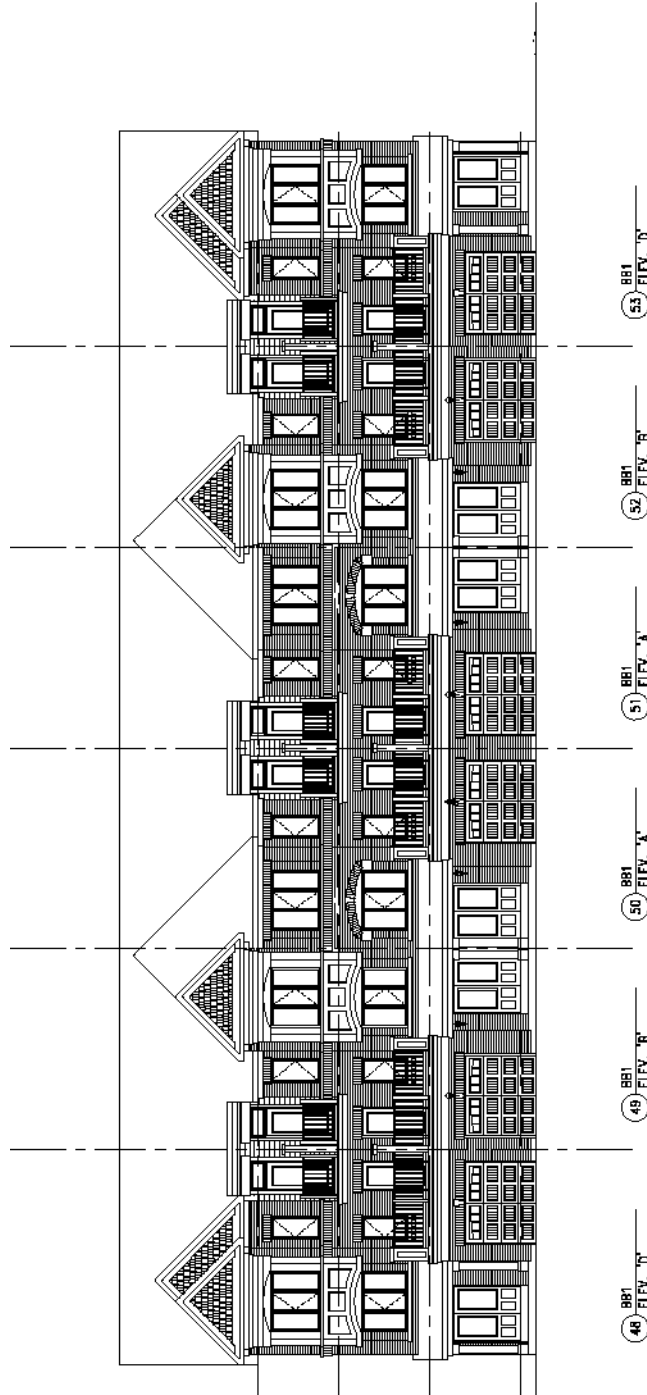 48
BB1
ELEV. 'D'
49
BB1
ELEV. 'B'
50
BB1
ELEV. 'A'
51
BB1
ELEV. 'A'
52
BB1
ELEV. 'B'
53
BB1
ELEV. 'D'